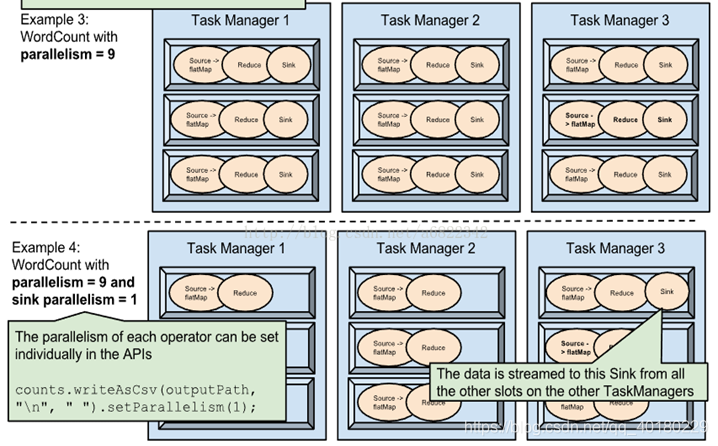 Example 3:
WordCount with
parallelism = 9
Task Manager 1
Source ->
flatMap
Reduce
Sink
Source ->
flatMap
Reduce
Sink
Source ->
flatMap
Reduce
Sink
Task Manager 2
Source ->
flatMap
Reduce
Sink
Source ->
flatMap
Reduce
Sink
Source ->
flatMap
Reduce
Sink
Task Manager 3
Source ->
flatMap
Reduce
Sink
Source -
> flatMap
Reduce
Sink
Source ->
flatMap
Reduce
Sink
Example 4:
WordCount with
parallelism = 9 and
sink parallelism = 1
The parallelism of each operator can be set
individually in the APIs
counts.writeAsCsv(outputPath,
"\n", " ").setParallelism(1);
Task Manager 1
Source ->
flatMap
Reduce
Task Manager 2
Source ->
flatMap
Reduce
Source ->
flatMap
Reduce
Source ->
flatMap
Task Manager 3
Source ->
flatMap
Reduce
Sink
Source -
> flatMap
The data is streamed to this Sink from all
the other slots on the other TaskManagers
flatMap
https://blog.csdn.net/qq_40180229